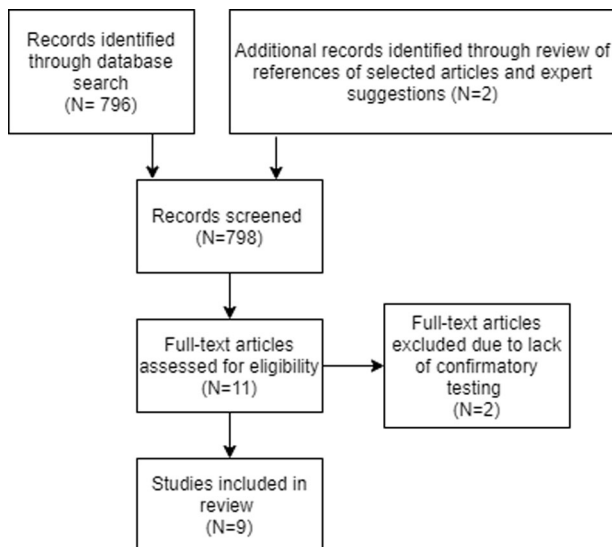 Records identified
through database
search
(N= 796)
Additional records identified through review of
references of selected articles and expert
suggestions (N=2)
Records screened
(N=798)
Full-text articles
assessed for eligibility
(N=11)
Full-text articles
excluded due to lack
of confirmatory
testing
(N=2)
Studies included in
review
(N=9)